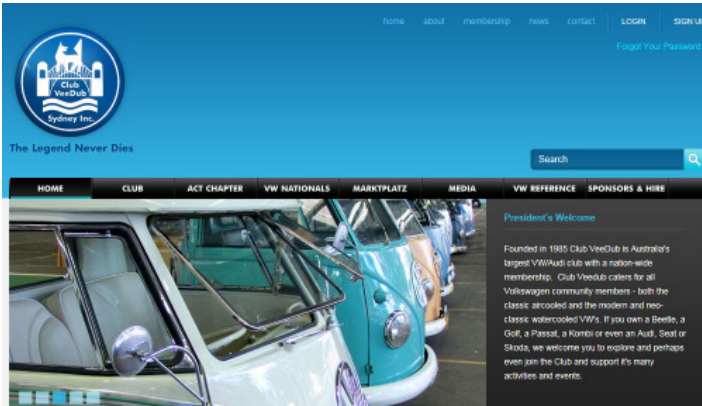 home about membership news contact LOGIN SIGN U
Forgot Your Password
Club
VeeDub
Sydney Inc.
The Legend Never Dies
Search
HOME CLUB ACT CHAPTER VW NATIONALS MARKTPLATZ MEDIA VW REFERENCE SPONSORS & HIRE
President's Welcome
Founded in 1985 Club VeeDub is Australia's
largest VW/Audi club with a nation-wide
membership. Club Veedub caters for all
Volkswagen community members - both the
classic aircooled and the modern and neo-
classic watercooled VW's. If you own a Beetle, a
Golf, a Passat, a Kombi or even an Audi, Seat or
Skoda, we welcome you to explore and perhaps
even join the Club and support it's many
activities and events.